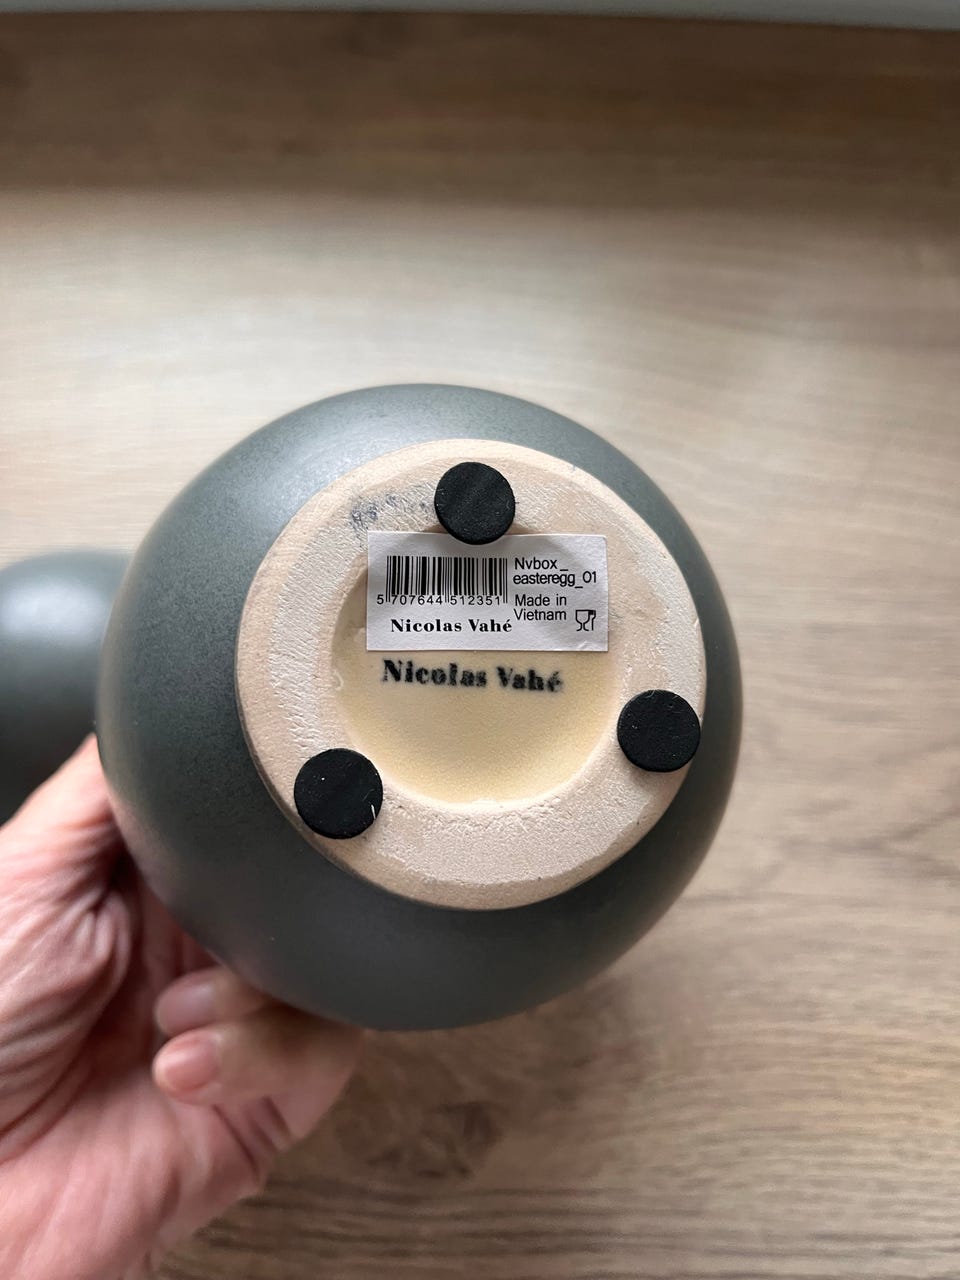 Nvbox_
easteregg_01
5 707644 512351
Made in
Vietnam
Nicolas Vahé
Nicolas Vahé